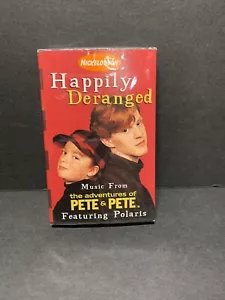 NICKELODEON
Happily
Deranged
Music From
the adventures of
PETE & PETE.
Featuring Polaris